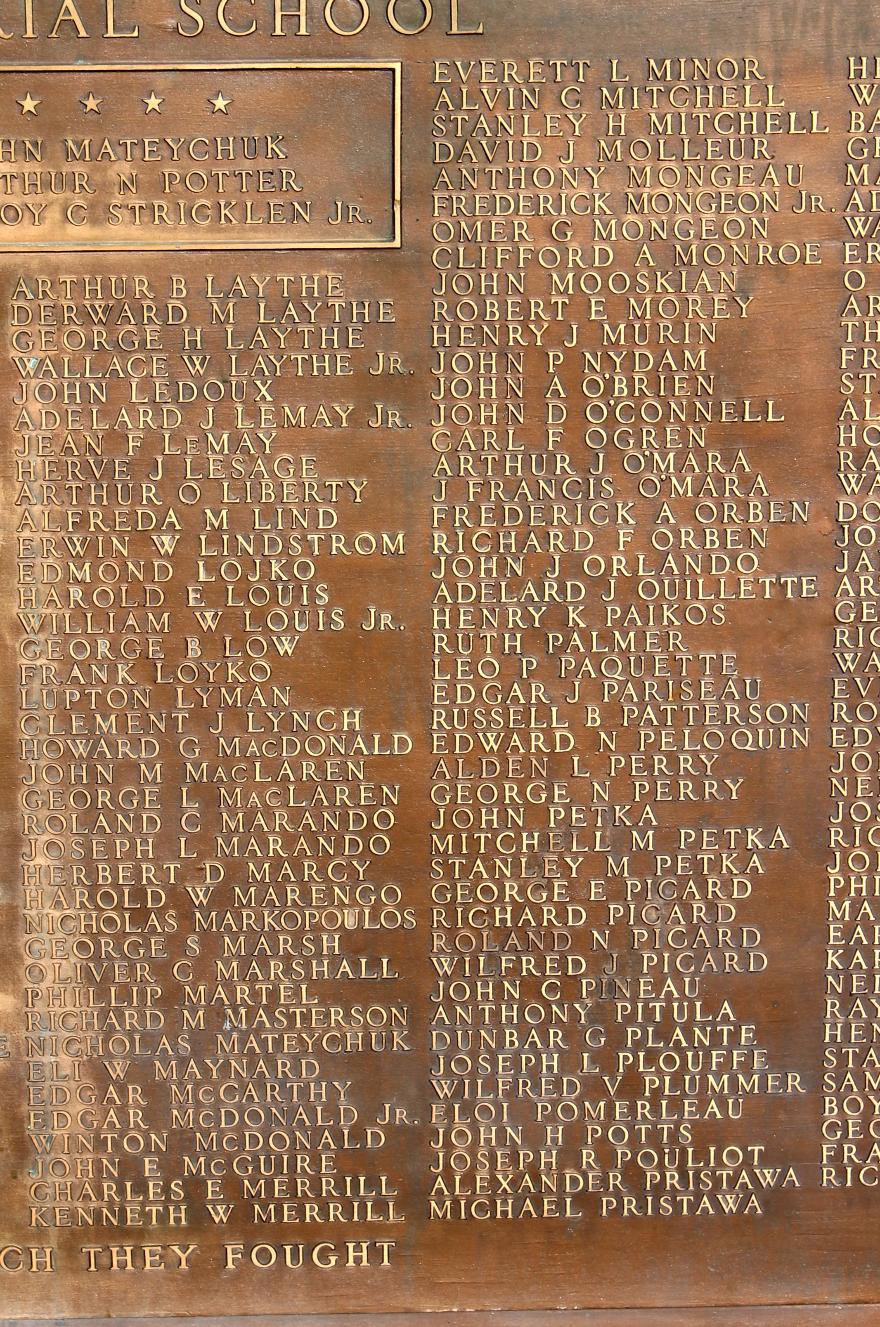 RIAL SCHOOL
MATEYCHUK
N POTTER
C STRICKLEN JR.
ARTHUR B LAYTHE
DERWARD M LAYTHE
GEORGE H LAYTHE
WALLACE W LAYTHE JR.
JOHN LEDOUX
ADELARD J LEMAY JR.
JEAN F LeMAY
HERVE J LESAGE
ARTHUR O LIBERTY
ALFREDA M LIND
ERWIN W LINDSTROM
EDMOND LOJKO
HAROLD E LOUIS
WILLIAM W LOUIS JR.
GEORGE B LOW
FRANK LOYKO
LUPTON LYMAN
CLEMENT J LYNCH
HOWARD G MacDONALD
JOHN M MacLAREN
GEORGE L MacLAREN
ROLAND C MARANDO
JOSEPH L MARANDO
HERBERT D MARCY
HAROLD W MARENGO
NICHOLAS MARKOPOULOS
GEORGE S MARSH
OLIVER C MARSHALL
PHILLIP MARTEL
RICHARD M MASTERSON
NICHOLAS MATEYCHUK
ELI W MAYNARD
EDGAR McCARTHY
EDGAR McDONALD JR.
WINTON McDONALD
JOHN E McGUIRE
CHARLES E MERRILL
KENNETH W MERRILL
CH THEY FOUGHT
EVERETT L MINOR
ALVIN C MITCHELL
STANLEY H MITCHELL
DAVID J MOLLEUR
ANTHONY MONGEAU
FREDERICK MONGEON JR.
OMER G MONGEON
CLIFFORD A MONROE
JOHN MOOSKIAN
ROBERT E MOREY
HENRY J MURIN
JOHN P NYDAM
JOHN A O'BRIEN
JOHN D O'CONNELL
CARL F OGREN
ARTHUR J O'MARA
J FRANCIS O'MARA
FREDERICK A ORBEN
RICHARD F ORBEN
JOHN J ORLANDO
ADELARD J OUILLETTE
HENRY K PAIKOS
RUTH PALMER
LEO P PAQUETTE
EDGAR J PARISEAU
RUSSELL B PATTERSON
EDWARD N PELOQUIN
ALDEN L PERRY
GEORGE N PERRY
JOHN PETKA
MITCHELL M PETKA
STANLEY M PETKA
GEORGE E PICARD
RICHARD PICARD
ROLAND N PICARD
WILFRED J PICARD
JOHN C PINEAU
ANTHONY PITULA
DUNBAR G PLANTE
JOSEPH L PLOUFFE
WILFRED V PLUMMER
ELOI POMERLEAU
JOHN H POTTS
JOSEPH R POULIOT
ALEXANDER PRISTAWA
MICHAEL PRISTAWA